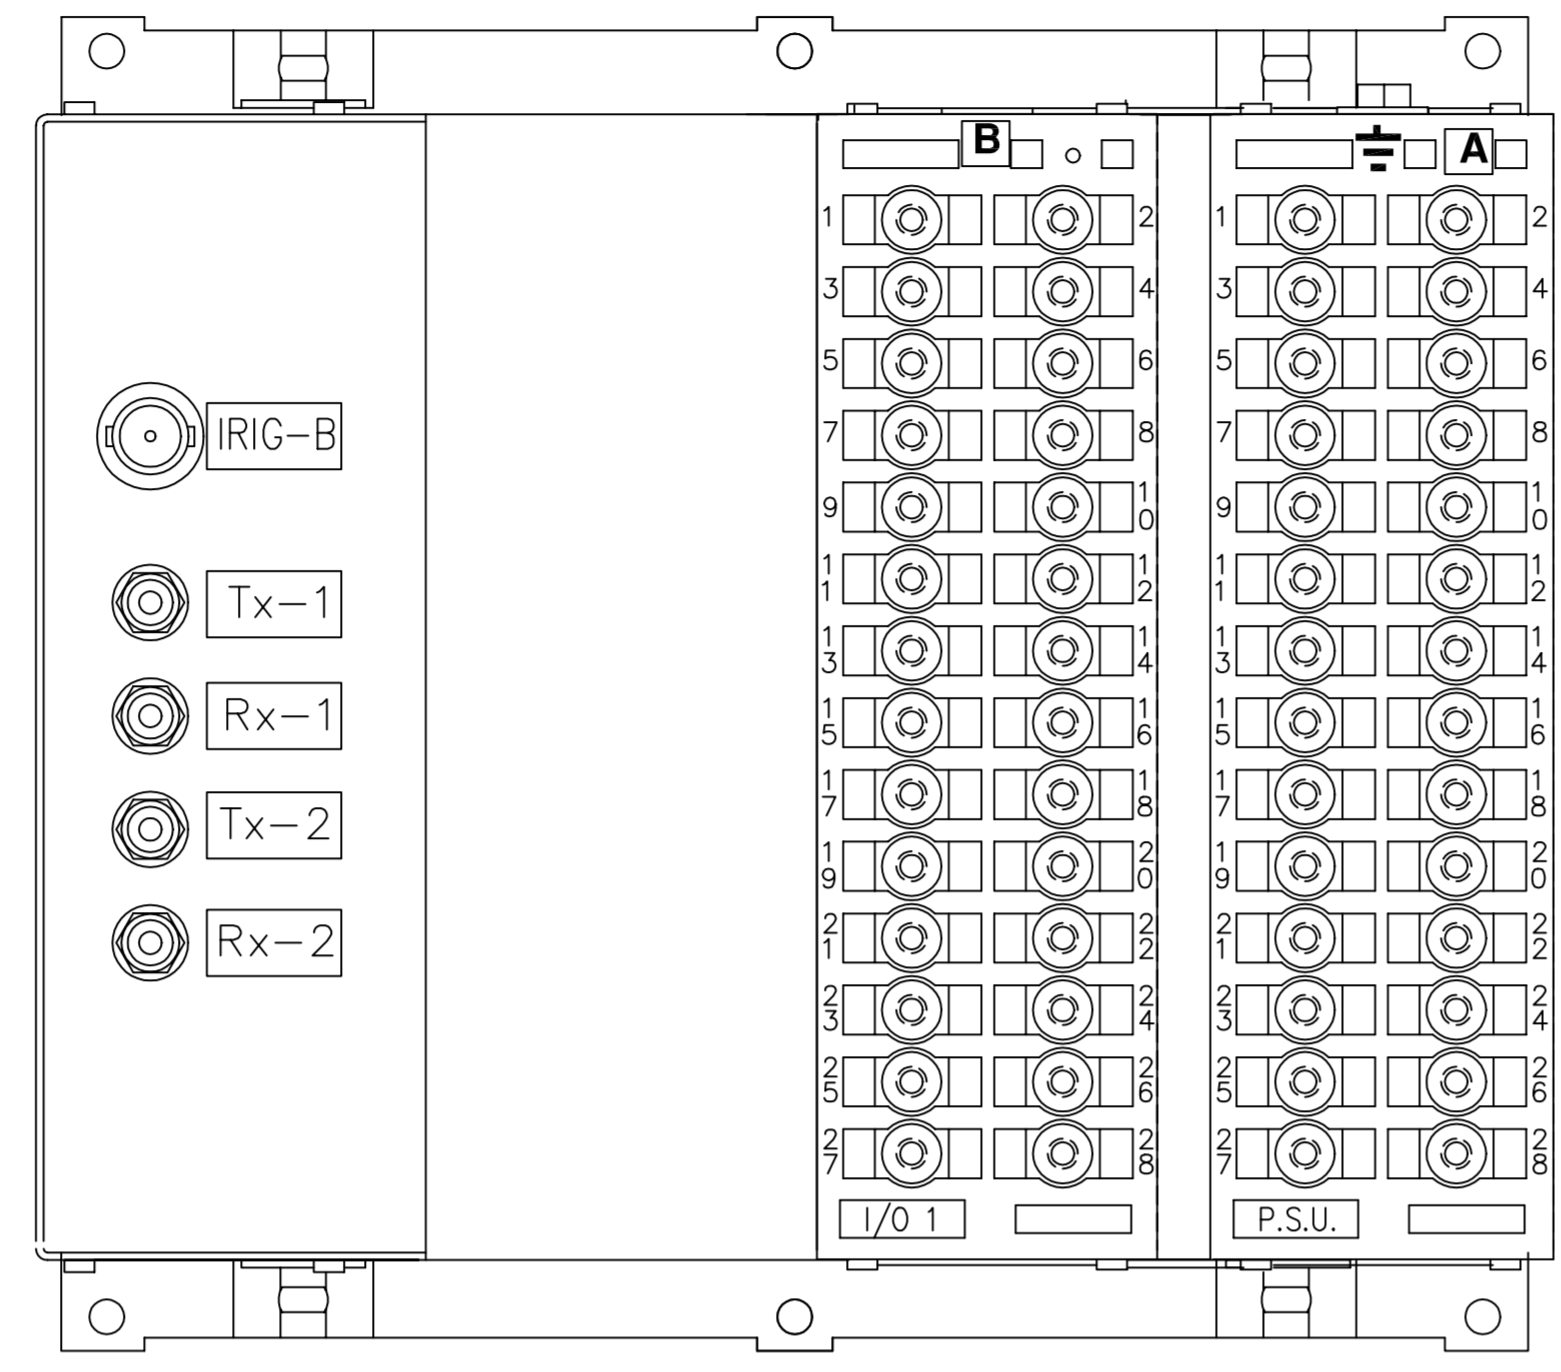 B
A
1 2 1 2
3 4 3 4
5 6 5 6
7 8 7 8
9 10 9 10
11 12 11 12
13 14 13 14
15 16 15 16
17 18 17 18
19 20 19 20
21 22 21 22
23 24 23 24
25 26 25 26
27 28 27 28
I/O 1
P.S.U.
IRIG-B
Tx-1
Rx-1
Tx-2
Rx-2